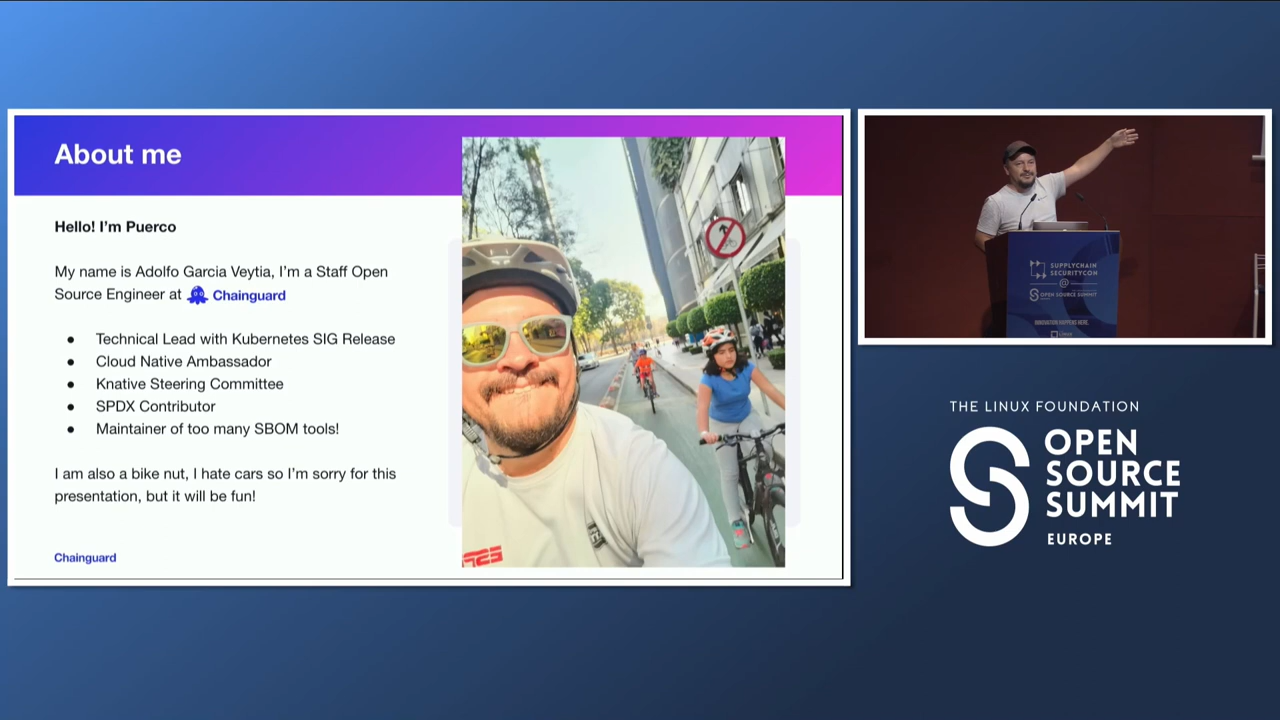 About me
Hello! I'm Puerco
My name is Adolfo Garcia Veytia, I'm a Staff Open
Source Engineer at Chainguard
● Technical Lead with Kubernetes SIG Release
● Cloud Native Ambassador
● Knative Steering Committee
● SPDX Contributor
● Maintainer of too many SBOM tools!
I am also a bike nut, I hate cars so I'm sorry for this
presentation, but it will be fun!
Chainguard
SUPPLYCHAIN
SECURITYCON
@
OPEN SOURCE SUMMIT
INNOVATION HAPPENS HERE.
THE LINUX FOUNDATION
OPEN
SOURCE
SUMMIT
EUROPE